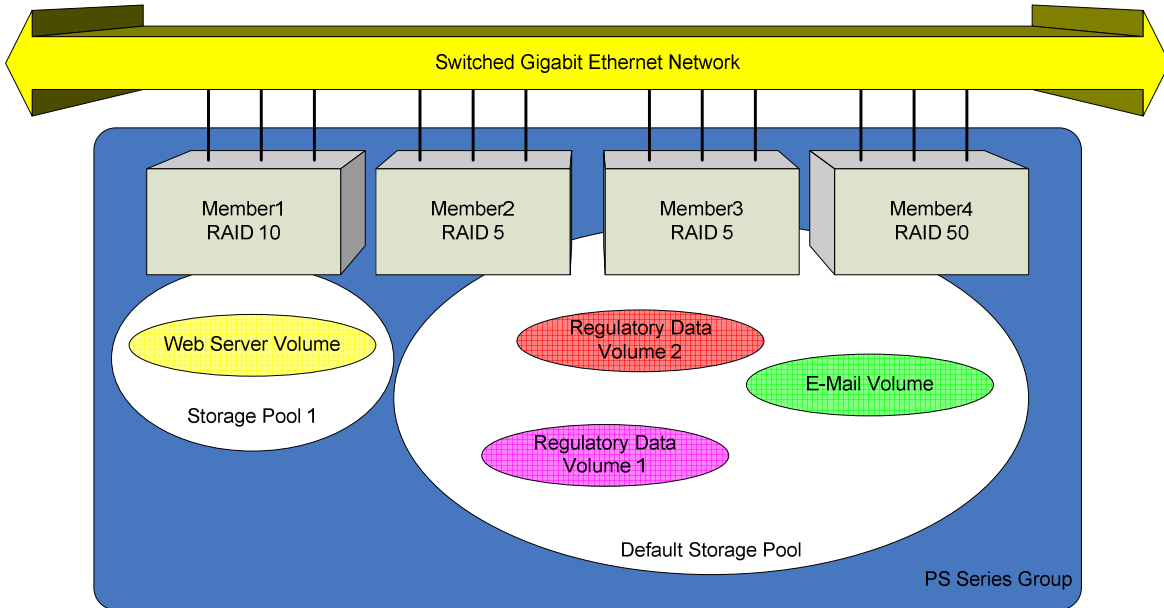 Switched Gigabit Ethernet Network
Member1
RAID 10
Member2
RAID 5
Member3
RAID 5
Member4
RAID 50
Web Server Volume
Storage Pool 1
Regulatory Data
Volume 2
E-Mail Volume
Regulatory Data
Volume 1
Default Storage Pool
PS Series Group